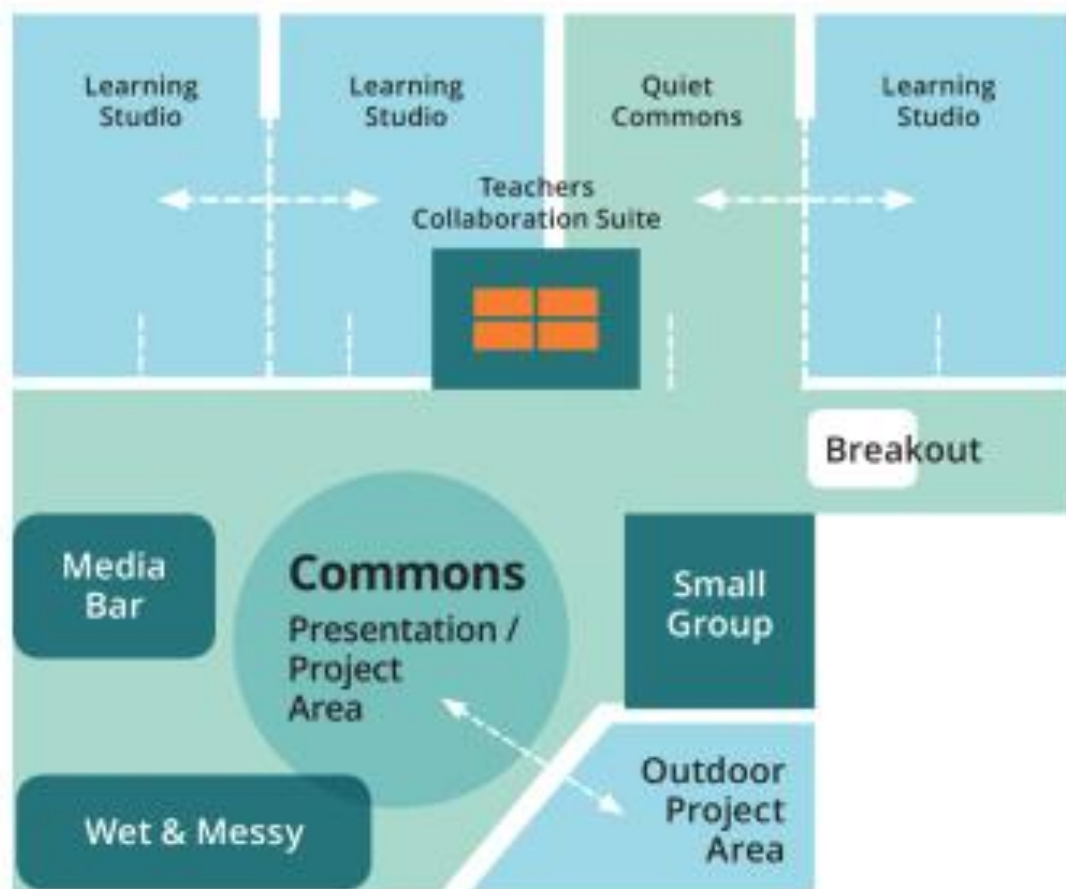 Learning
Studio
Learning
Studio
Quiet
Commons
Learning
Studio
Teachers
Collaboration Suite
Breakout
Media
Bar
Commons
Presentation /
Project
Area
Small
Group
Outdoor
Project
Area
Wet & Messy